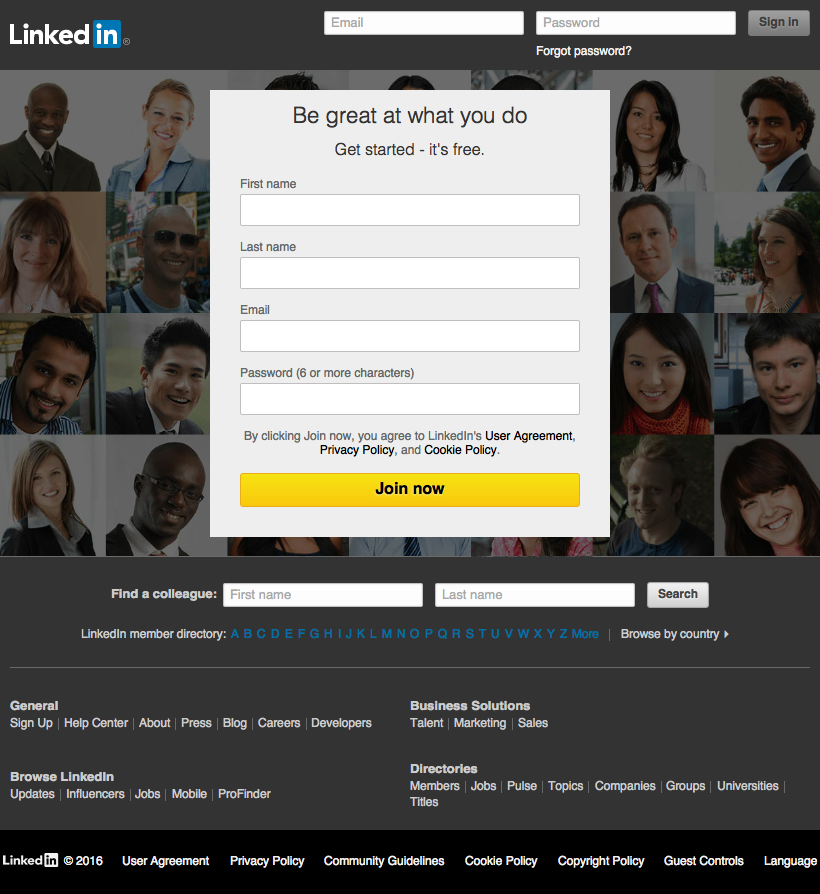 Linked in ®
Email
Password
Sign in
Forgot password?
Be great at what you do
Get started - it's free.
First name
Last name
Email
Password (6 or more characters)
By clicking Join now, you agree to LinkedIn's User Agreement,
Privacy Policy, and Cookie Policy.
Join now
Find a colleague: First name Last name Search
LinkedIn member directory: A B C D E F G H I J K L M N O P Q R S T U V W X Y Z More | Browse by country
General
Sign Up | Help Center | About | Press | Blog | Careers | Developers
Business Solutions
Talent | Marketing | Sales
Browse LinkedIn
Updates | Influencers | Jobs | Mobile | ProFinder
Directories
Members | Jobs | Pulse | Topics | Companies | Groups | Universities |
Titles
Linked in © 2016 User Agreement Privacy Policy Community Guidelines Cookie Policy Copyright Policy Guest Controls Language